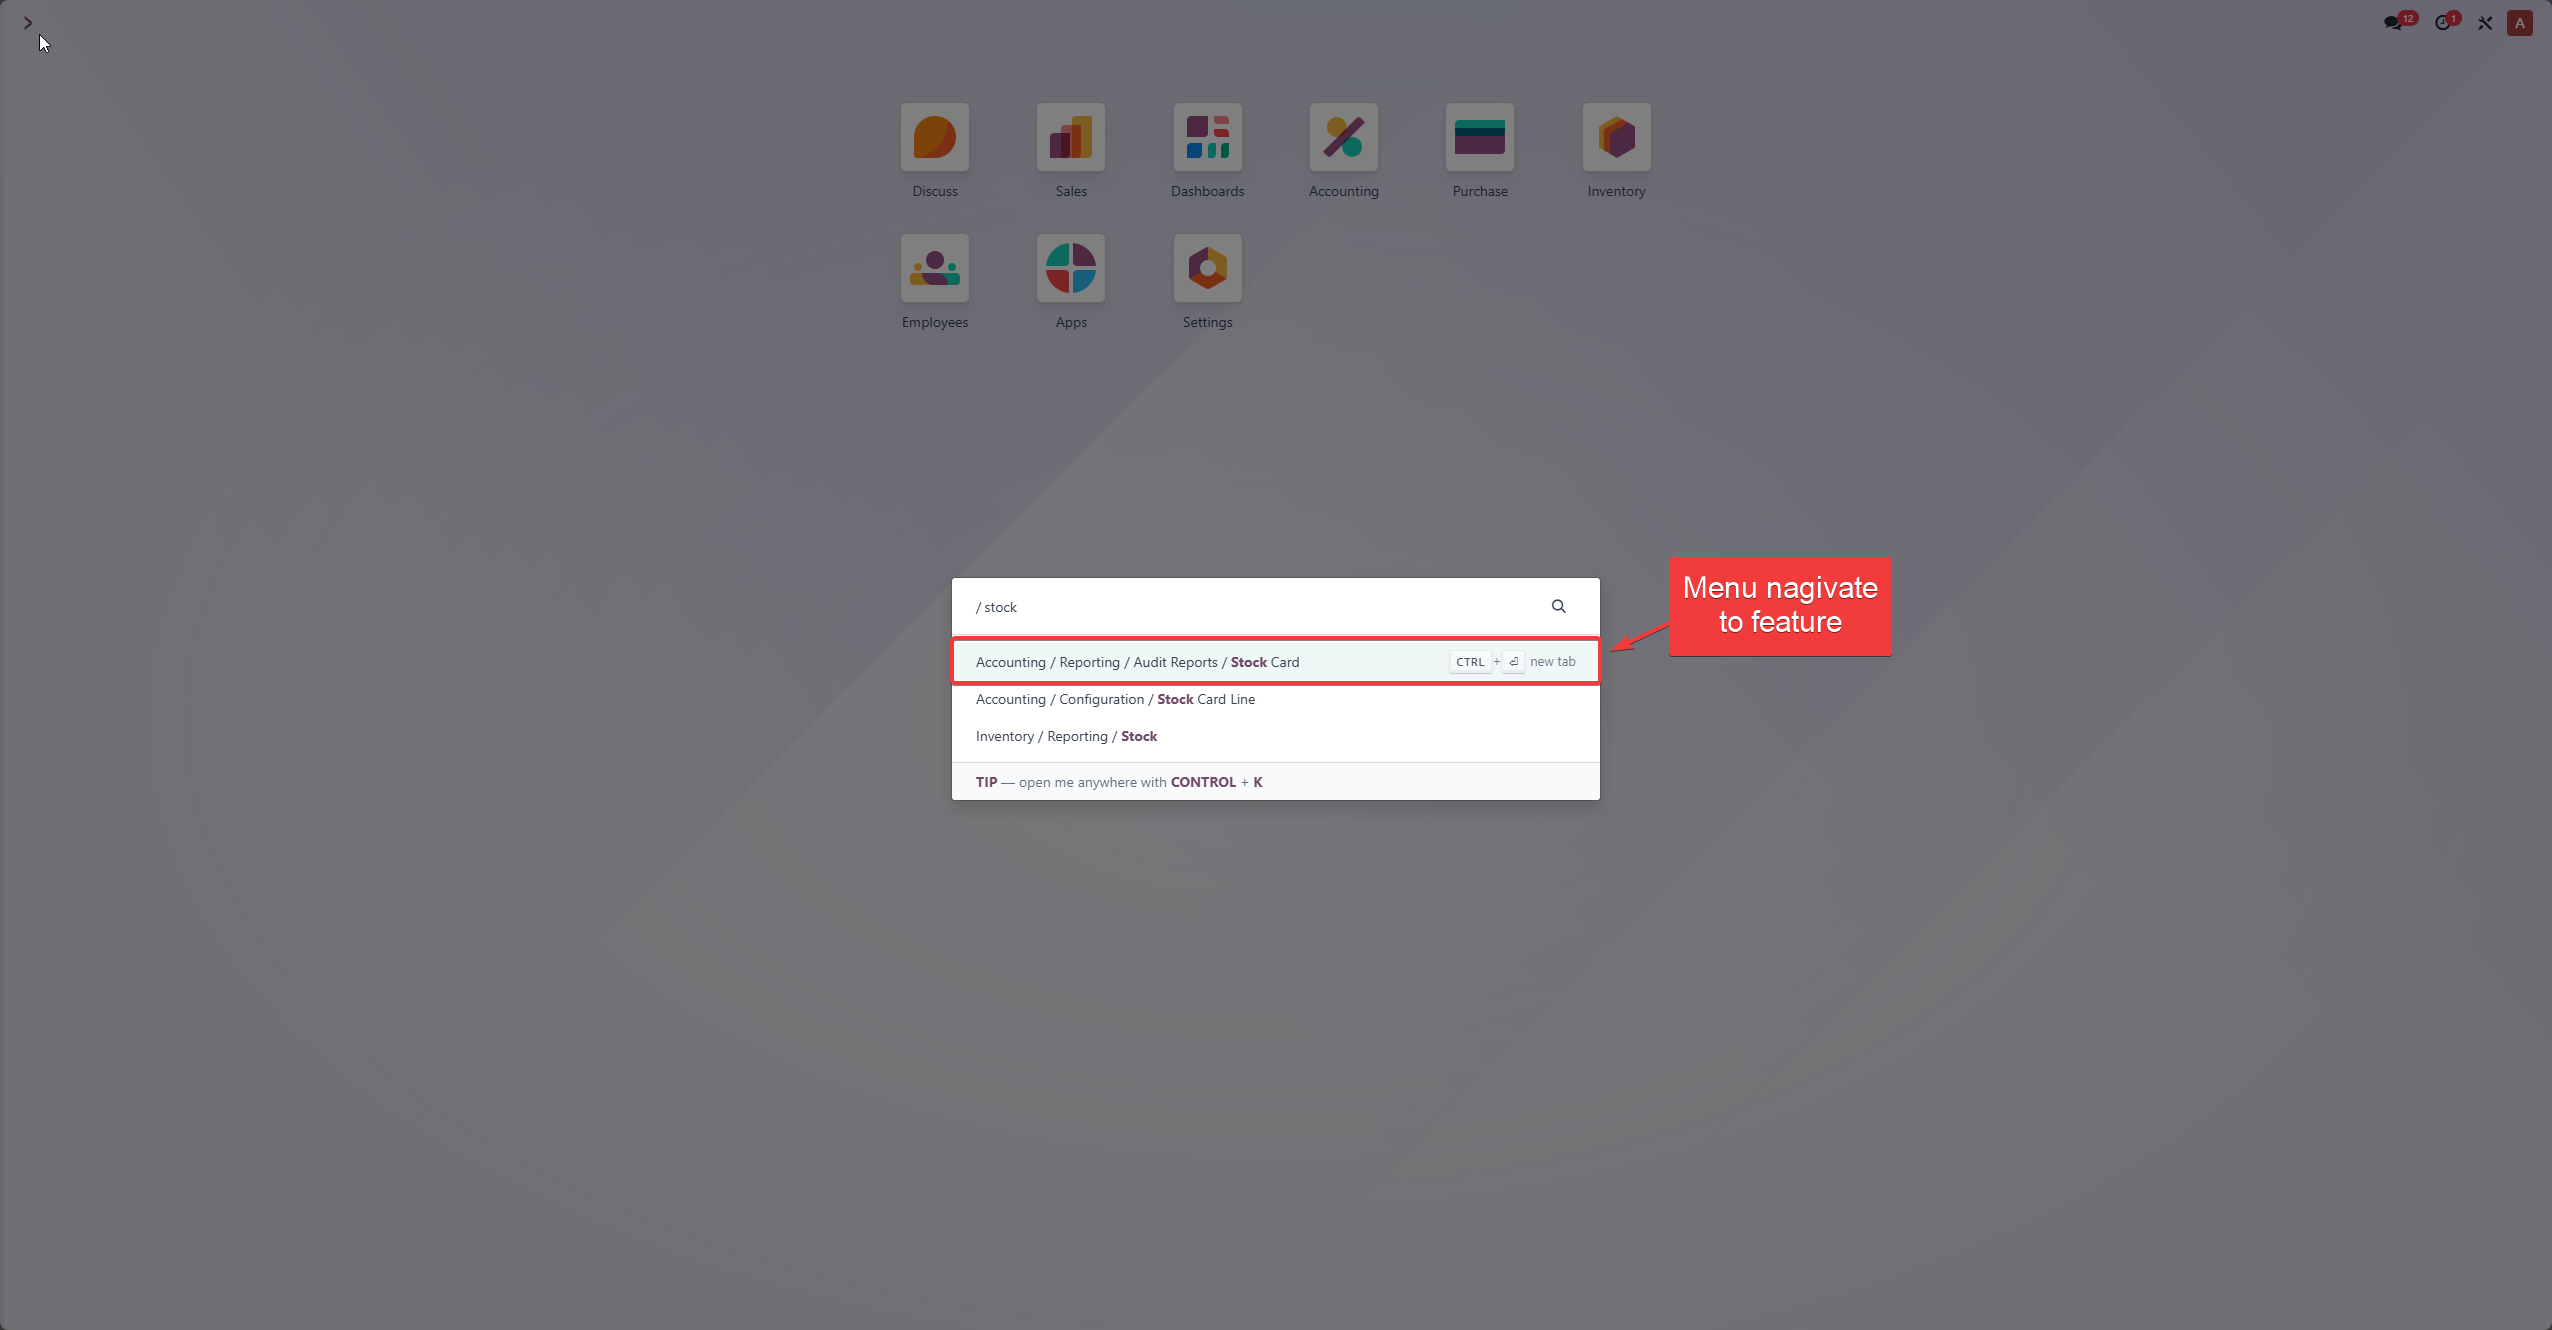 12
1
A
Discuss
Sales
Dashboards
Accounting
Purchase
Inventory
Employees
Apps
Settings
/ stock
Accounting / Reporting / Audit Reports / Stock Card
CTRL + ⏎ new tab
Accounting / Configuration / Stock Card Line
Inventory / Reporting / Stock
TIP — open me anywhere with CONTROL + K
Menu nagivate
to feature